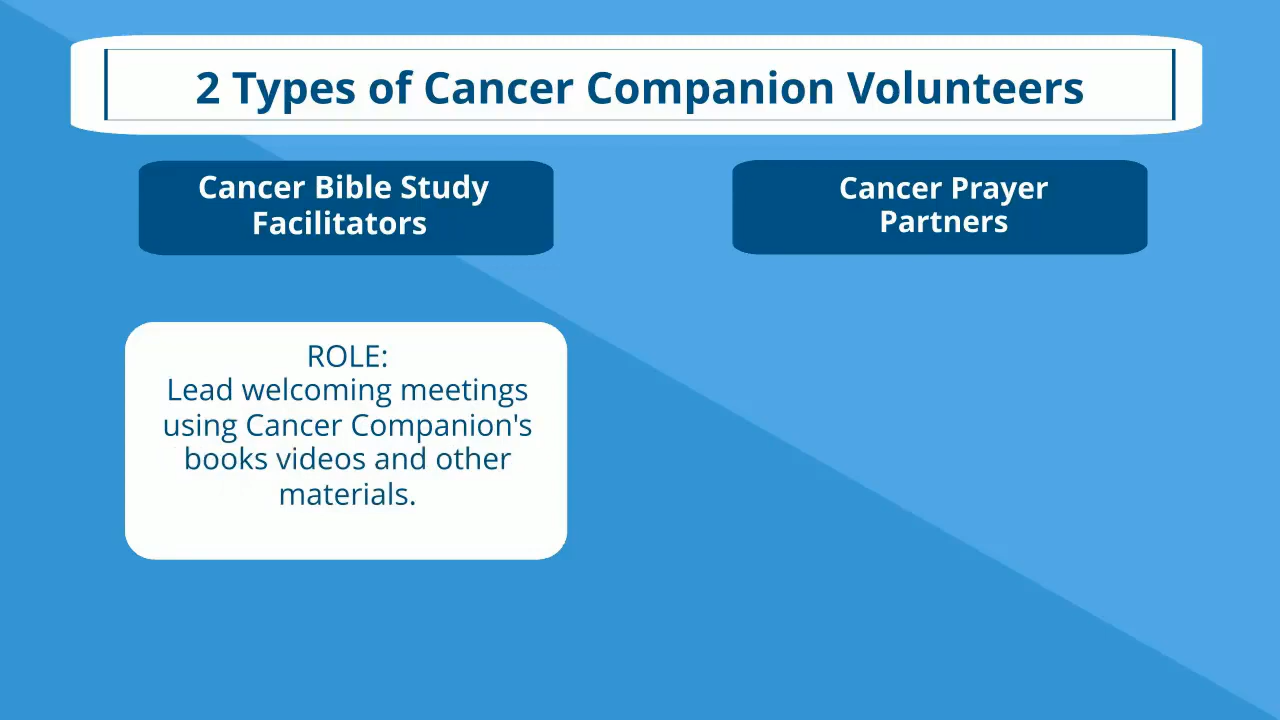 2 Types of Cancer Companion Volunteers
Cancer Bible Study
Facilitators
Cancer Prayer
Partners
ROLE:
Lead welcoming meetings
using Cancer Companion's
books videos and other
materials.